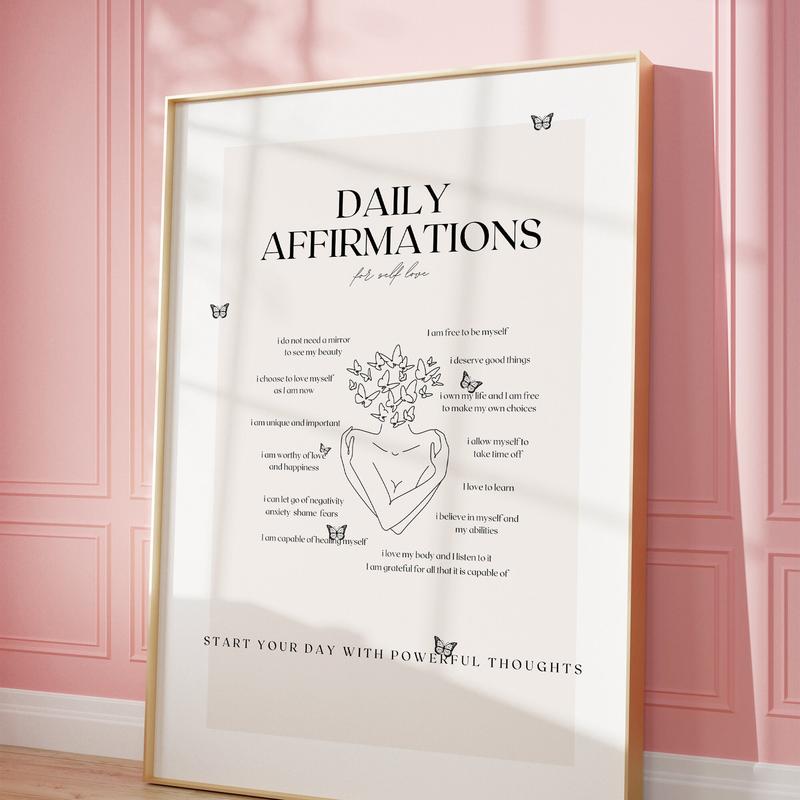 DAILY
AFFIRMATIONS
for self love
i do not need a mirror
to see my beauty
i choose to love myself
as I am now
i am unique and important
i am worthy of love
and happiness
i can let go of negativity
anxiety shame fears
I am capable of healing myself
I am free to be myself
i deserve good things
i own my life and I am free
to make my own choices
i allow myself to
take time off
I love to learn
i believe in myself and
my abilities
i love my body and I listen to it
I am grateful for all that it is capable of
START YOUR DAY WITH POWERFUL THOUGHTS